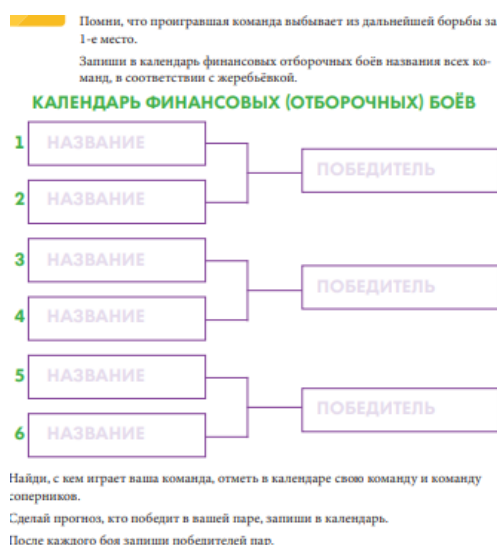 Помни, что проигравшая команда выбывает из дальнейшей борьбы за
1-е место.
Запиши в календарь финансовых отборочных боёв названия всех ко-
манд, в соответствии с жеребьёвкой.
КАЛЕНДАРЬ ФИНАНСОВЫХ (ОТБОРОЧНЫХ) БОЁВ
1 НАЗВАНИЕ
ПОБЕДИТЕЛЬ
2 НАЗВАНИЕ
3 НАЗВАНИЕ
ПОБЕДИТЕЛЬ
4 НАЗВАНИЕ
5 НАЗВАНИЕ
ПОБЕДИТЕЛЬ
6 НАЗВАНИЕ
Найди, с кем играет ваша команда, отметь в календаре свою команду и команду
соперников.
Сделай прогноз, кто победит в вашей паре, запиши в календарь.
После каждого боя запиши победителей пар.